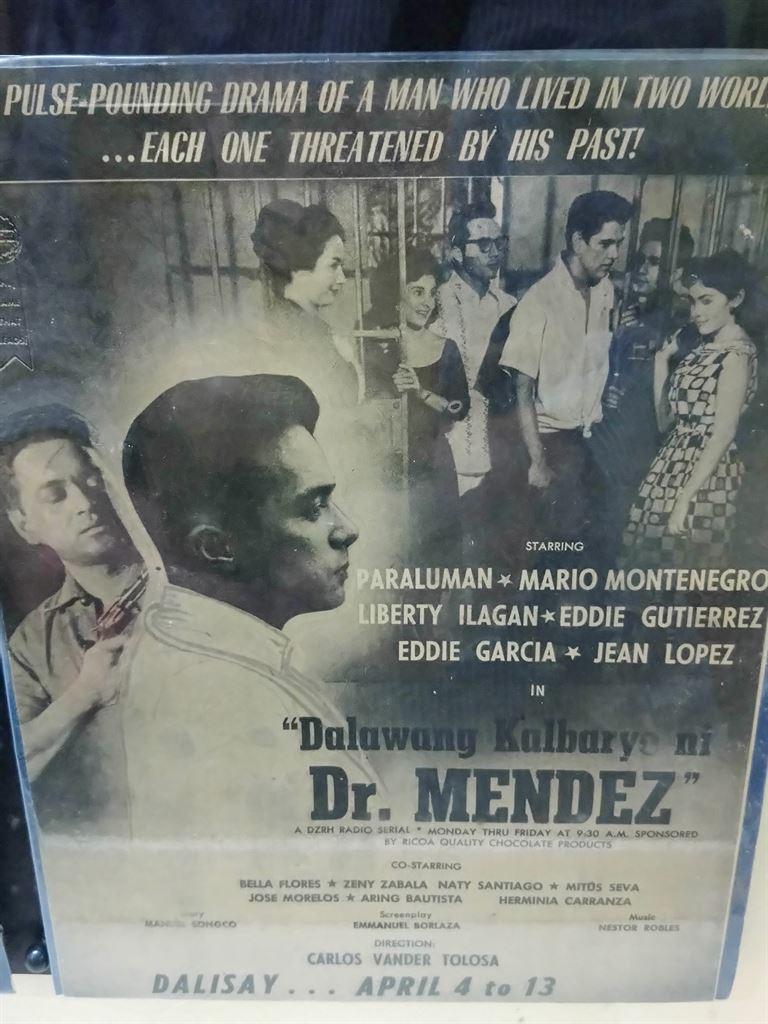 PULSE-POUNDING DRAMA OF A MAN WHO LIVED IN TWO WORL
...EACH ONE THREATENED BY HIS PAST!
STARRING
PARALUMAN ★ MARIO MONTENEGRO
LIBERTY ILAGAN ★ EDDIE GUTIERREZ
EDDIE GARCIA ★ JEAN LOPEZ
IN
"Dalawang Kalbaryo ni
Dr. MENDEZ"
A DZRH RADIO SERIAL * MONDAY THRU FRIDAY AT 9:30 A.M. SPONSORED
BY RICOA QUALITY CHOCOLATE PRODUCTS
CO-STARRING
BELLA FLORES ★ ZENY ZABALA NATY SANTIAGO ★ MITOS SEVA
JOSE MORELOS ★ ARING BAUTISTA HERMINIA CARRANZA
Screenplay Music
MANUEL SONGCO EMMANUEL BORLAZA NESTOR ROBLES
DIRECTION:
CARLOS VANDER TOLOSA
DALISAY... APRIL 4 to 13